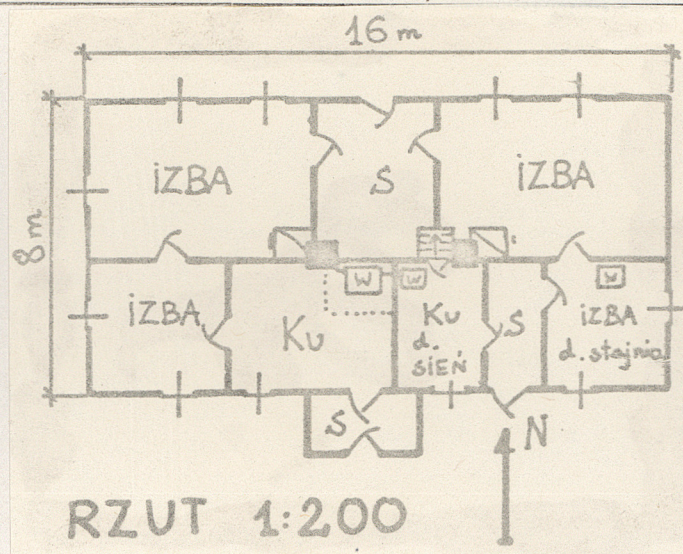 16 m
8 m
iZBA
S
iZBA
iZBA
Ku
W
W
Ku
d.
SIEŃ
S
W
iZBA
d. stajnia
S
N
RZUT 1:200